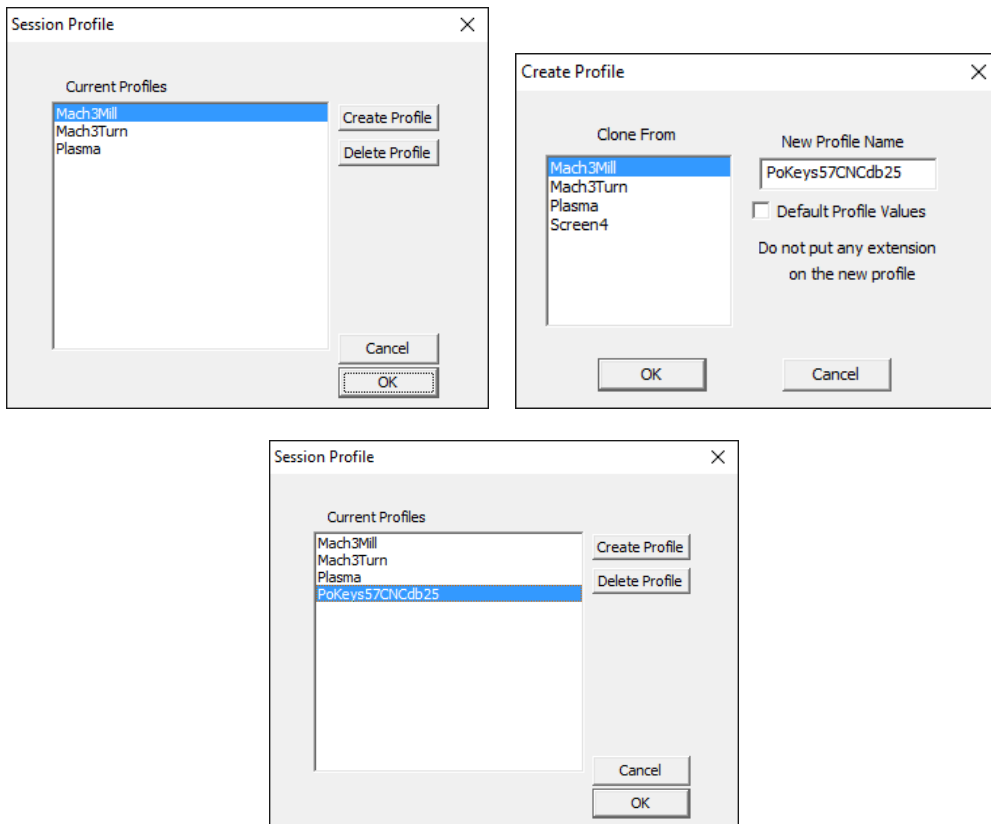 Session Profile
Current Profiles
Mach3Mill
Mach3Turn
Plasma
Create Profile
Delete Profile
Cancel
OK
Create Profile
Clone From
Mach3Mill
Mach3Turn
Plasma
Screen4
New Profile Name
PoKeys57CNCdb25
Default Profile Values
Do not put any extension
on the new profile
OK
Cancel
Session Profile
Current Profiles
Mach3Mill
Mach3Turn
Plasma
PoKeys57CNCdb25
Create Profile
Delete Profile
Cancel
OK